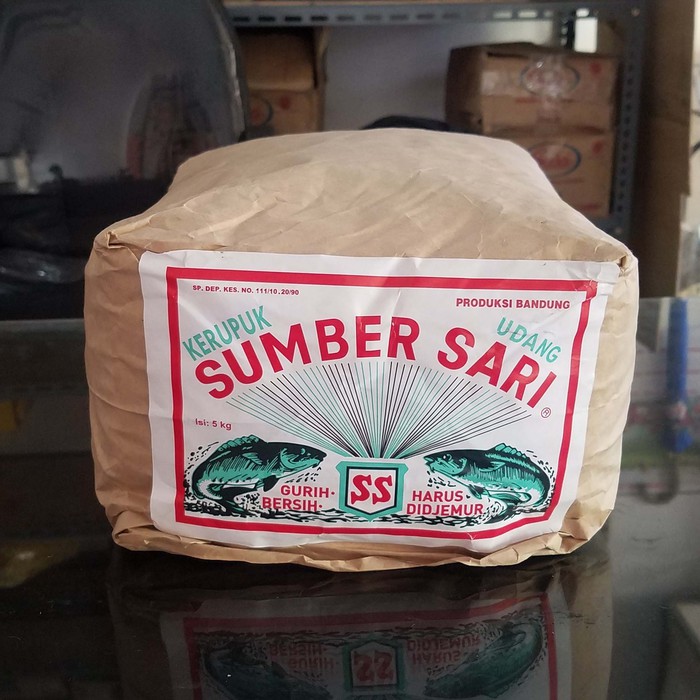 SP. DEP. KES. NO. 111/10.20/90
PRODUKSI BANDUNG
KERUPUK UDANG
SUMBER SARI
®
Isi: 5 kg
SS
GURIH·
BERSIH·
HARUS·
DIDJEMUR